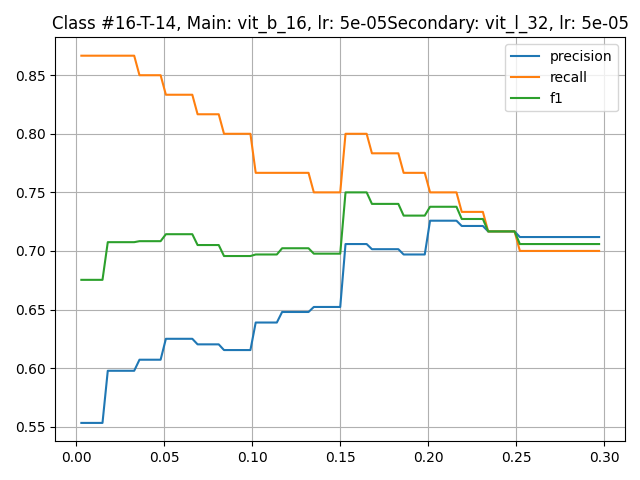 Class #16-T-14, Main: vit_b_16, lr: 5e-05Secondary: vit_l_32, lr: 5e-05
precision
recall
f1
0.85
0.80
0.75
0.70
0.65
0.60
0.55
0.00 0.05 0.10 0.15 0.20 0.25 0.30